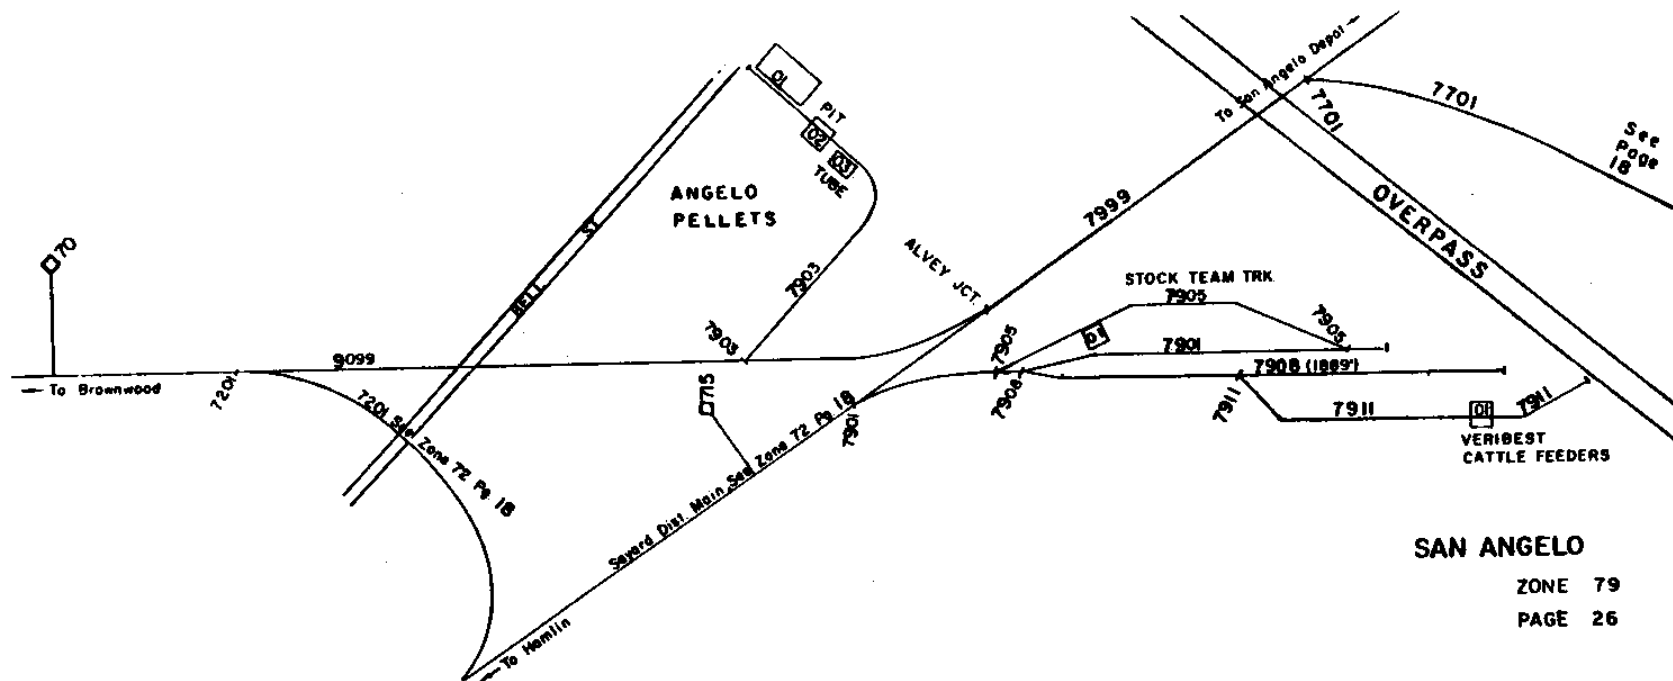 To San Angelo Depot
7701
7701
See
Page
18
01
PIT
02
03
TUBE
ANGELO
PELLETS
7999
OVERPASS
70
ST
BELL
7903
ALVEY JCT.
STOCK TEAM TRK.
7905
7905
7905
01
7903
9099
7901
7908 (1889')
To Brownwood
7201
7201 See Zone 72 Pg 18
715
7901
7908
7911
7911
01
7911
VERIBEST
CATTLE FEEDERS
Sayard Dist. Main, See Zone 72 Pg 18
To Hamlin
SAN ANGELO
ZONE 79
PAGE 26